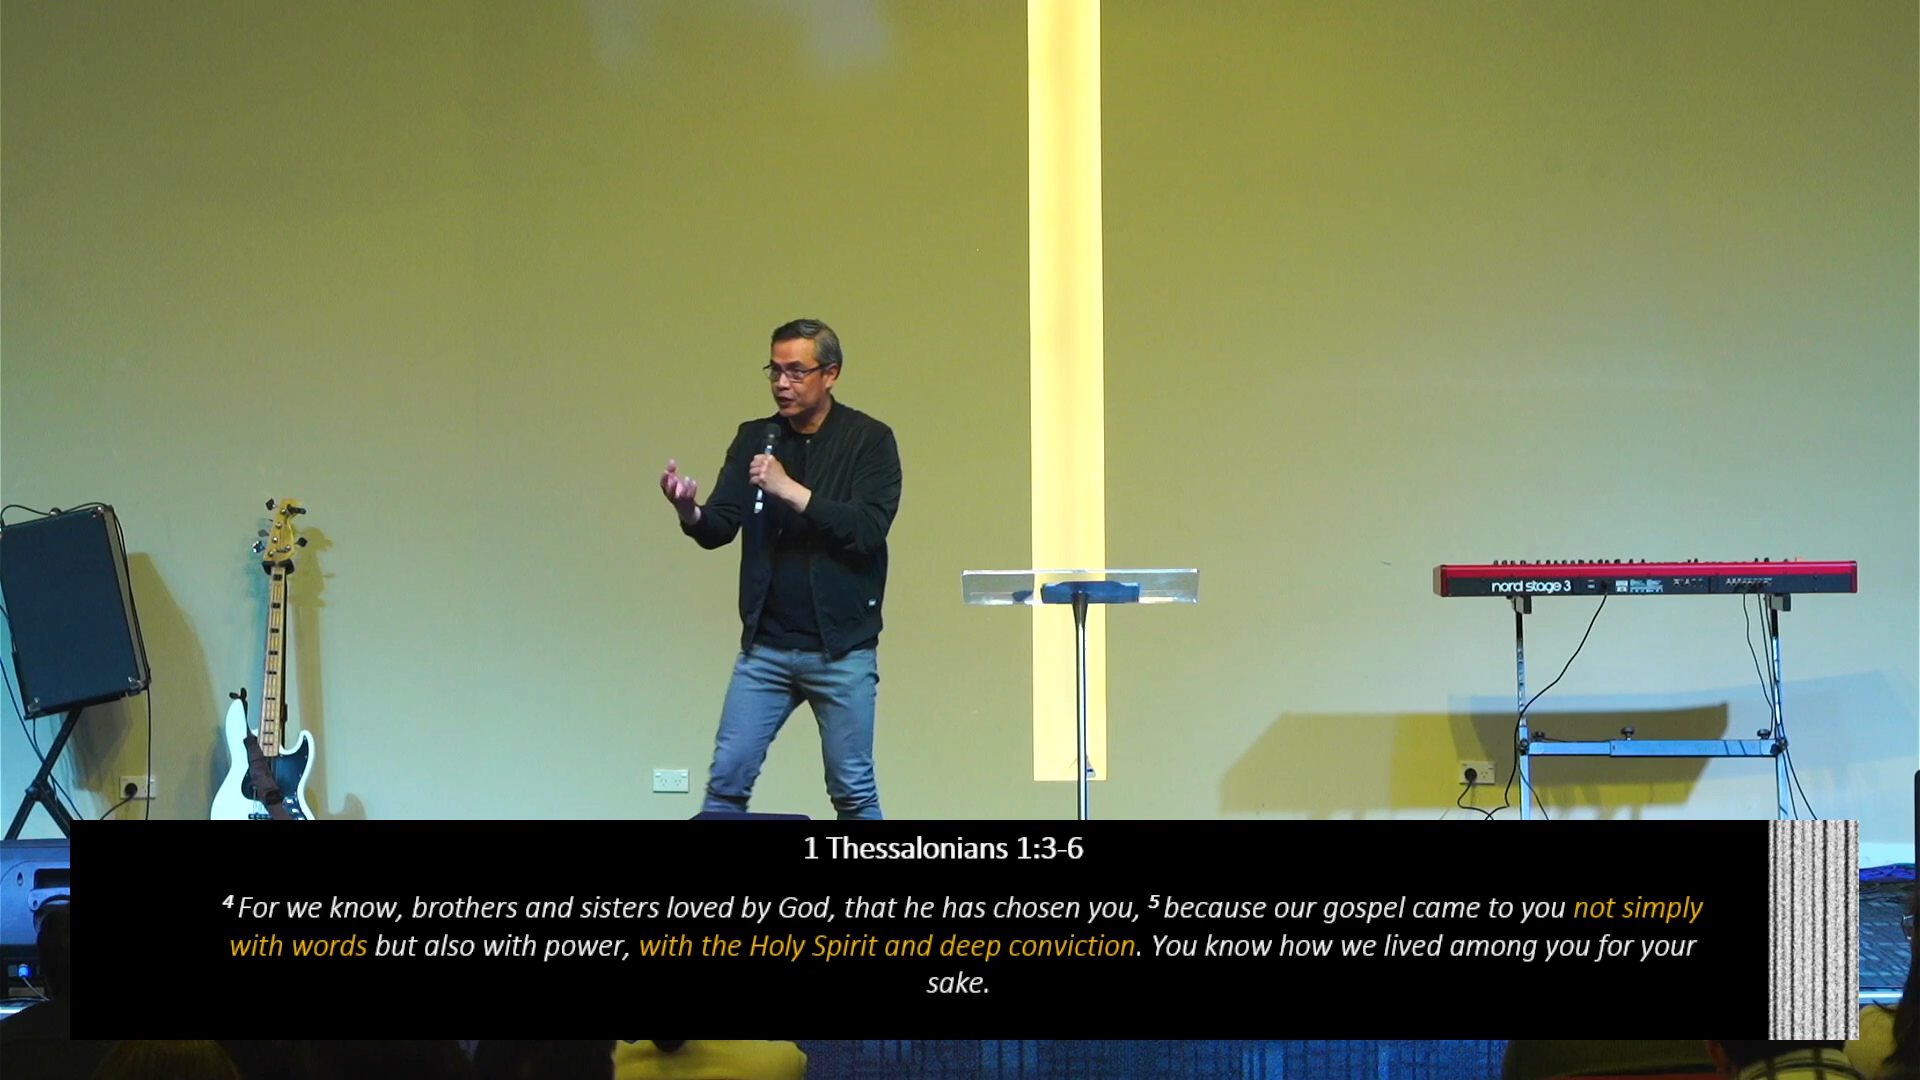 nord stage 3
1 Thessalonians 1:3-6
⁴ For we know, brothers and sisters loved by God, that he has chosen you, ⁵ because our gospel came to you not simply
with words but also with power, with the Holy Spirit and deep conviction. You know how we lived among you for your
sake.